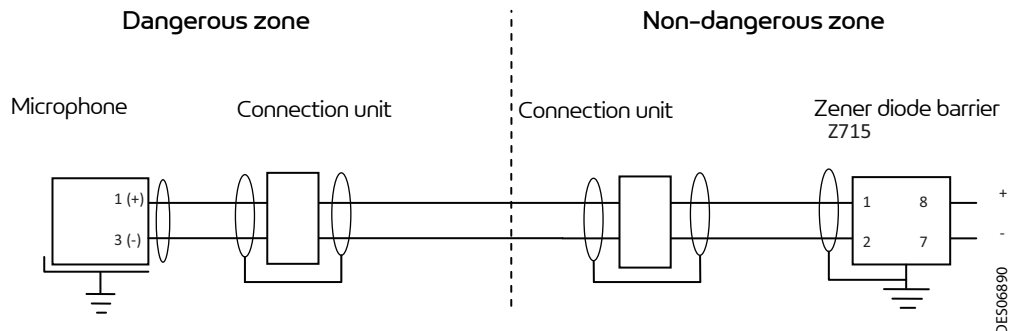 Dangerous zone
Non-dangerous zone
Microphone
Connection unit
Connection unit
Zener diode barrier
Z715
1 (+)
3 (-)
1
8
2
7
+
-
DES06890